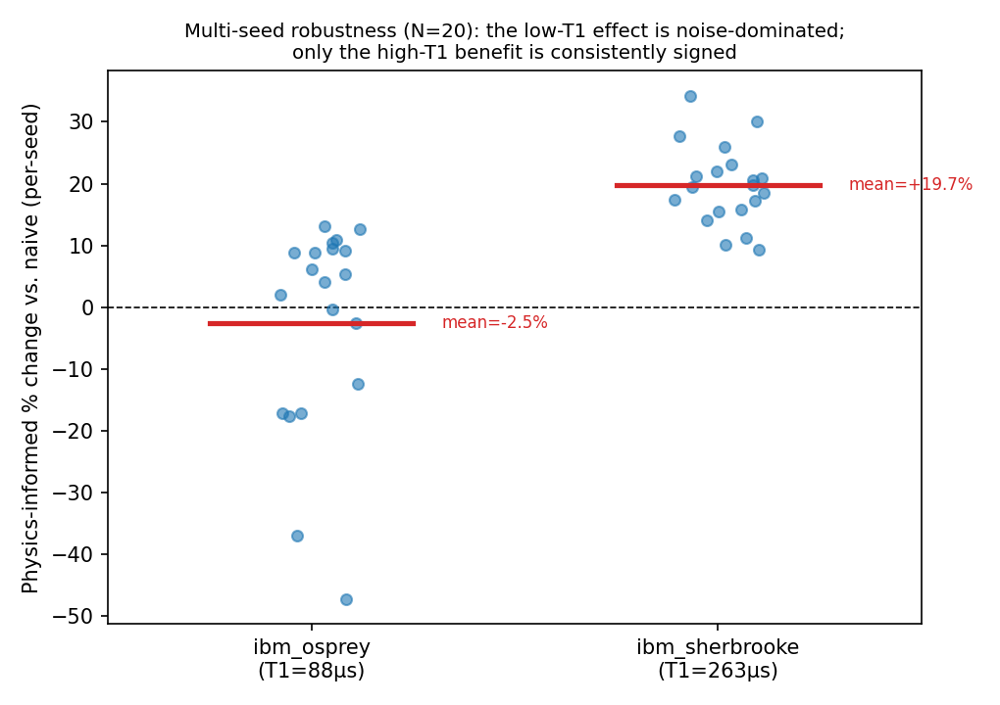 Multi-seed robustness (N=20): the low-T1 effect is noise-dominated;
only the high-T1 benefit is consistently signed
Physics-informed % change vs. naive (per-seed)
30
20
10
0
−10
−20
−30
−40
−50
mean=-2.5%
mean=+19.7%
ibm_osprey
(T1=88μs)
ibm_sherbrooke
(T1=263μs)